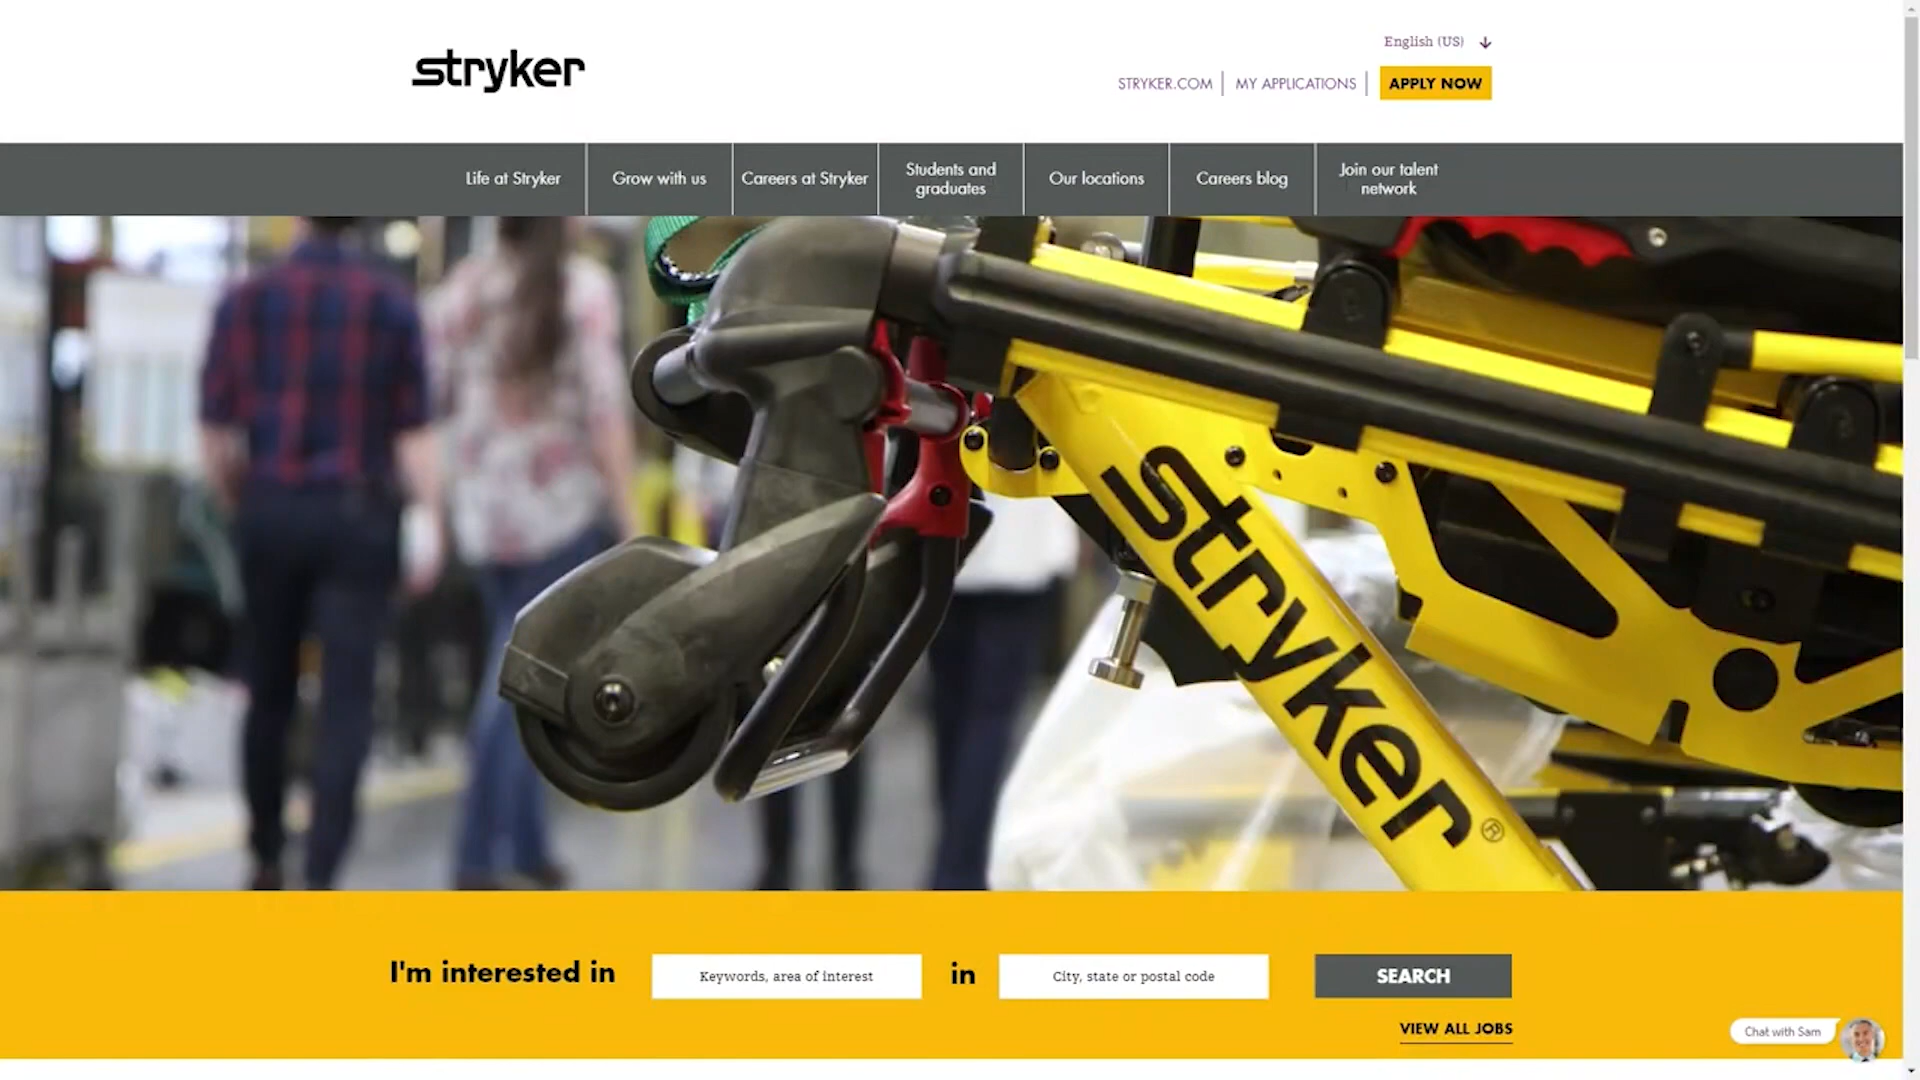 stryker
English (US)
STRYKER.COM
MY APPLICATIONS
APPLY NOW
Life at Stryker
Grow with us
Careers at Stryker
Students and
graduates
Our locations
Careers blog
Join our talent
network
stryker®
I'm interested in
Keywords, area of interest
in
City, state or postal code
SEARCH
VIEW ALL JOBS
Chat with Sam